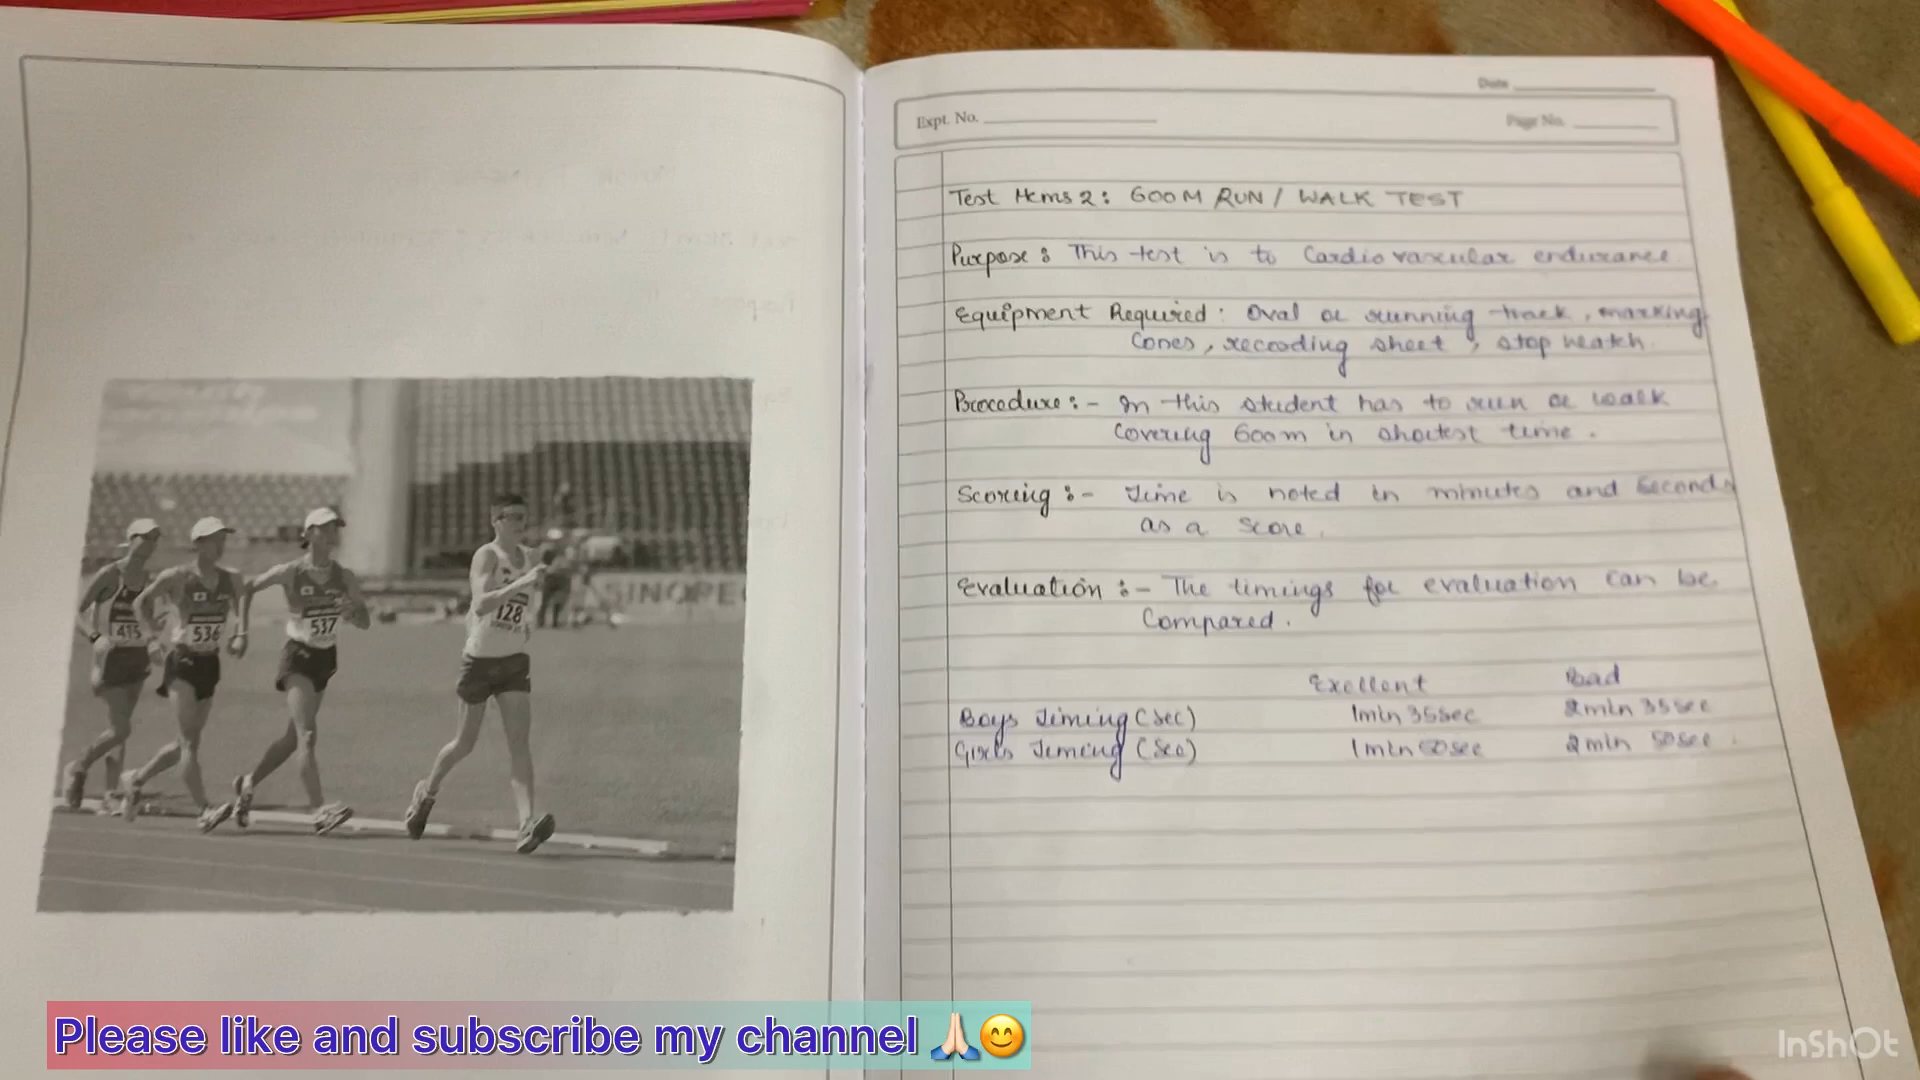 Date
Expt. No.
Page No.
Test Items 2: 600M RUN / WALK TEST
Purpose: This test is to Cardio vascular endurance
Equipment Required: Oval or running track, marking
Cones, recording sheet, stop watch.
Procedure:- In this student has to run or walk
Covering 600m in shortest time.
Scoring:- Time is noted in minutes and seconds
as a score.
Evaluation:- The timings for evaluation can be
Compared.
Exellent Bad
Boys Timing (Sec) 1min 35sec 2min 35sec
Girls Timing (Sec) 1min 50sec 2min 50sec
SINOPEC
415
536
537
128
Please like and subscribe my channel 🙏🏻😊
InShOt